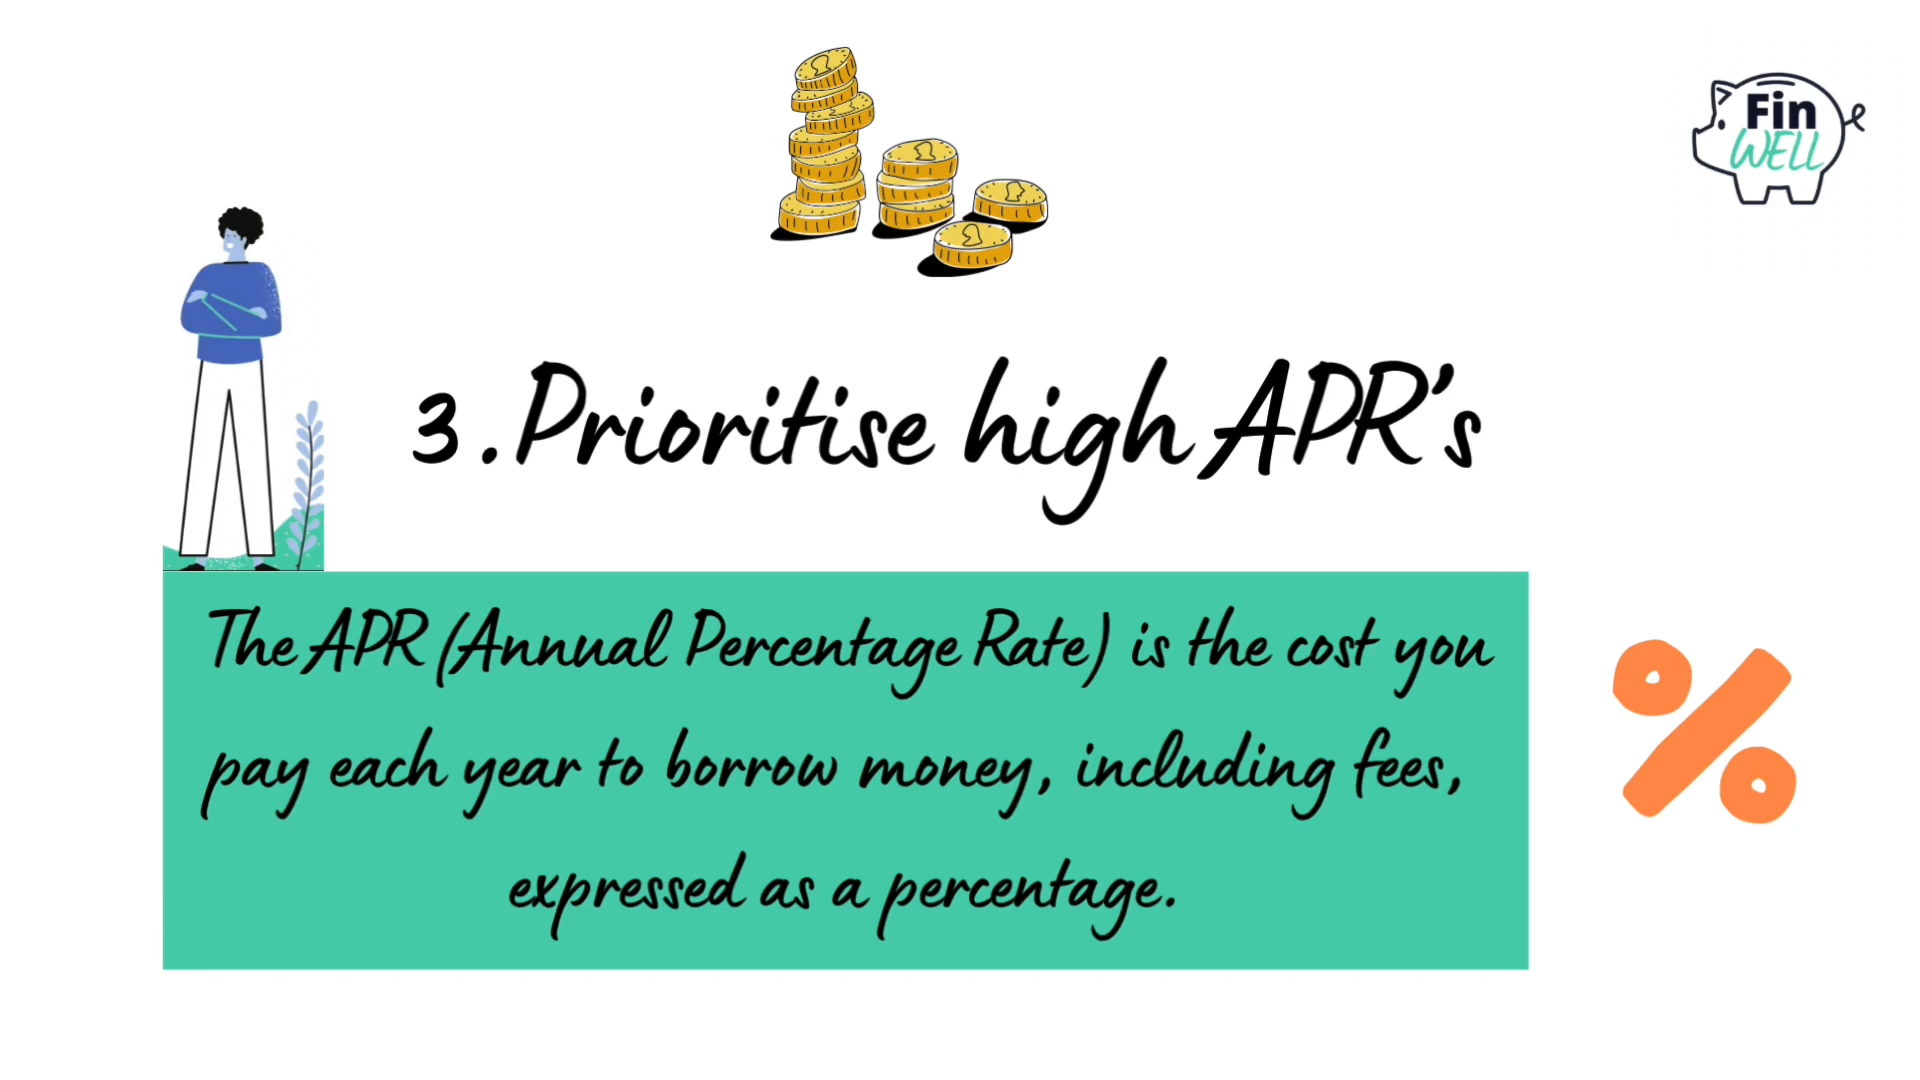 Fin
WELL
3. Prioritise high APR's
The APR (Annual Percentage Rate) is the cost you
pay each year to borrow money, including fees,
expressed as a percentage.
%